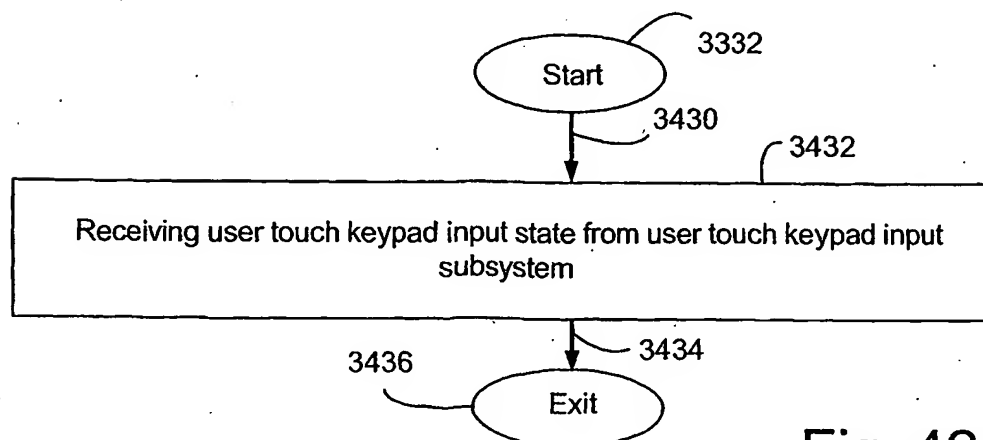 3332
Start
3430
3432
Receiving user touch keypad input state from user touch keypad input
subsystem
3434
3436
Exit
Fig.